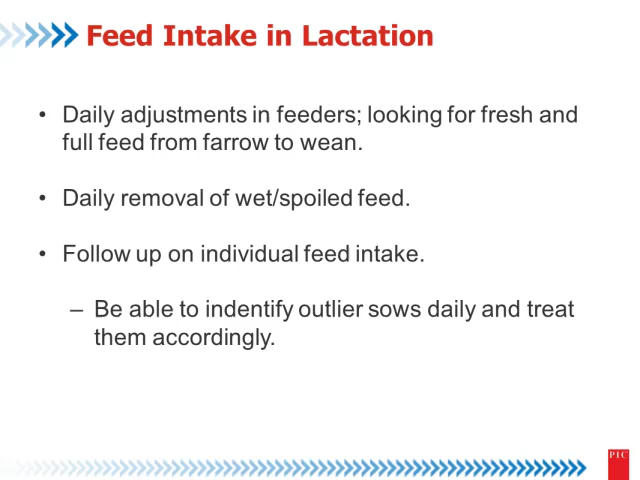 Feed Intake in Lactation
• Daily adjustments in feeders; looking for fresh and
full feed from farrow to wean.
• Daily removal of wet/spoiled feed.
• Follow up on individual feed intake.
– Be able to indentify outlier sows daily and treat
them accordingly.
PIC